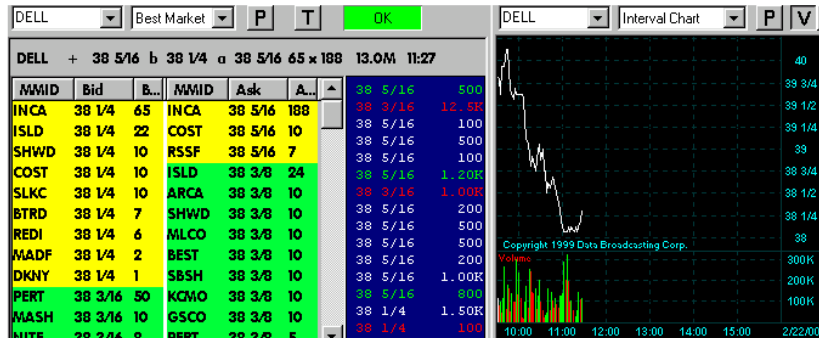 DELL Best Market P T OK
DELL + 38 5/16 b 38 1/4 a 38 5/16 65 x 188 13.0M 11:27
MMID Bid B... MMID Ask A...
INCA 38 1/4 65 INCA 38 5/16 188
ISLD 38 1/4 22 COST 38 5/16 10
SHWD 38 1/4 10 RSSF 38 5/16 7
COST 38 1/4 10 ISLD 38 3/8 24
SLKC 38 1/4 10 ARCA 38 3/8 10
BTRD 38 1/4 7 SHWD 38 3/8 10
REDI 38 1/4 6 MLCO 38 3/8 10
MADF 38 1/4 2 BEST 38 3/8 10
DKNY 38 1/4 1 SBSH 38 3/8 10
PERT 38 3/16 50 KCMO 38 3/8 10
MASH 38 3/16 10 GSCO 38 3/8 10
NITE 38 3/16 8 PERT 38 3/8 5
38 5/16 500
38 3/16 12.5K
38 5/16 100
38 5/16 500
38 5/16 100
38 5/16 1.20K
38 3/16 1.00K
38 5/16 200
38 5/16 500
38 5/16 500
38 5/16 200
38 5/16 1.00K
38 5/16 800
38 1/4 1.50K
38 1/4 100
DELL Interval Chart P V
40
39 3/4
39 1/2
39 1/4
39
38 3/4
38 1/2
38 1/4
38
Copyright 1999 Data Broadcasting Corp.
Volume
300K
200K
100K
10:00 11:00 12:00 13:00 14:00 15:00 2/22/00